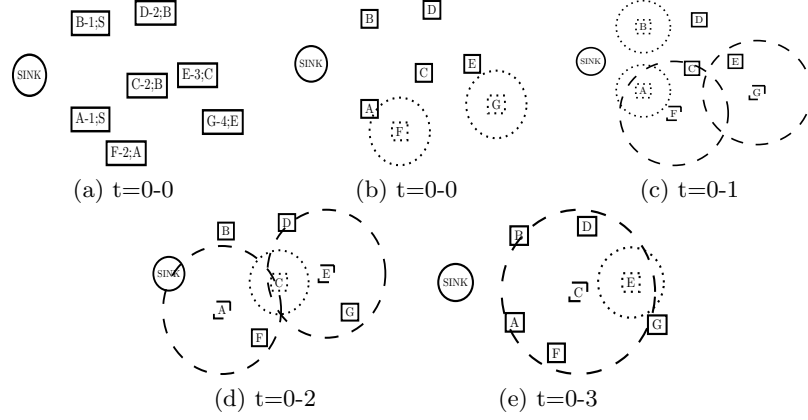 B-1;S
D-2;B
SINK
C-2;B
E-3;C
A-1;S
G-4;E
F-2;A
(a) t=0-0
B
D
SINK
E
C
A
G
F
(b) t=0-0
B
D
SINK
C
E
A
G
F
(c) t=0-1
B
D
SINK
C
E
A
G
F
(d) t=0-2
B
D
SINK
C
E
A
G
F
(e) t=0-3